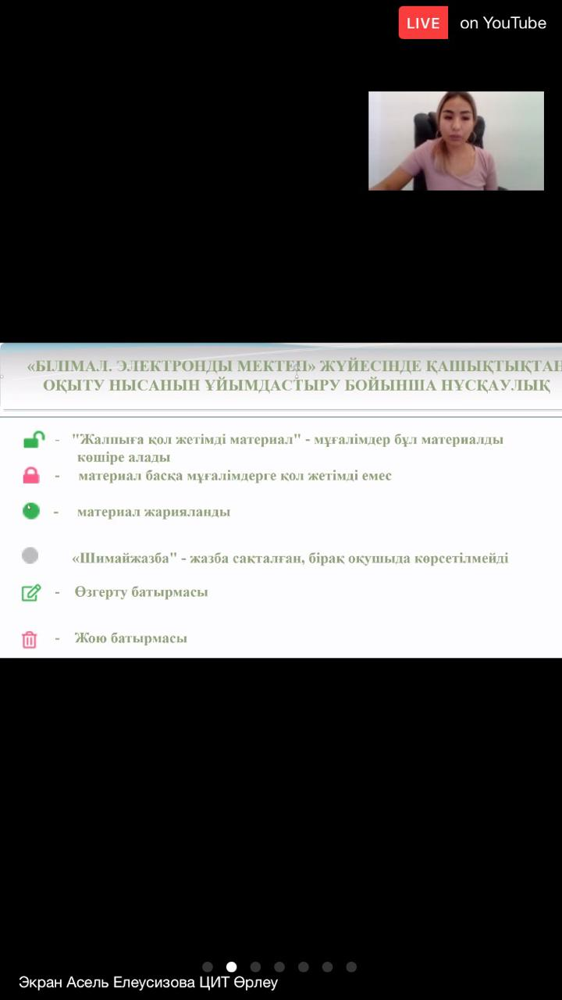 LIVE on YouTube
«БІЛІМАЛ. ЭЛЕКТРОНДЫ МЕКТЕП» ЖҮЙЕСІНДЕ ҚАШЫҚТЫҚТАН
ОҚЫТУ НЫСАНЫН ҰЙЫМДАСТЫРУ БОЙЫНША НҰСҚАУЛЫҚ
- "Жалпыға қол жетімді материал" - мұғалімдер бұл материалды
көшіре алады
- материал басқа мұғалімдерге қол жетімді емес
- материал жарияланды
«Шимайжазба" - жазба сақталған, бірақ оқушыда көрсетілмейді
- Өзгерту батырмасы
- Жою батырмасы
Экран Асель Елеусизова ЦИТ Өрлеу